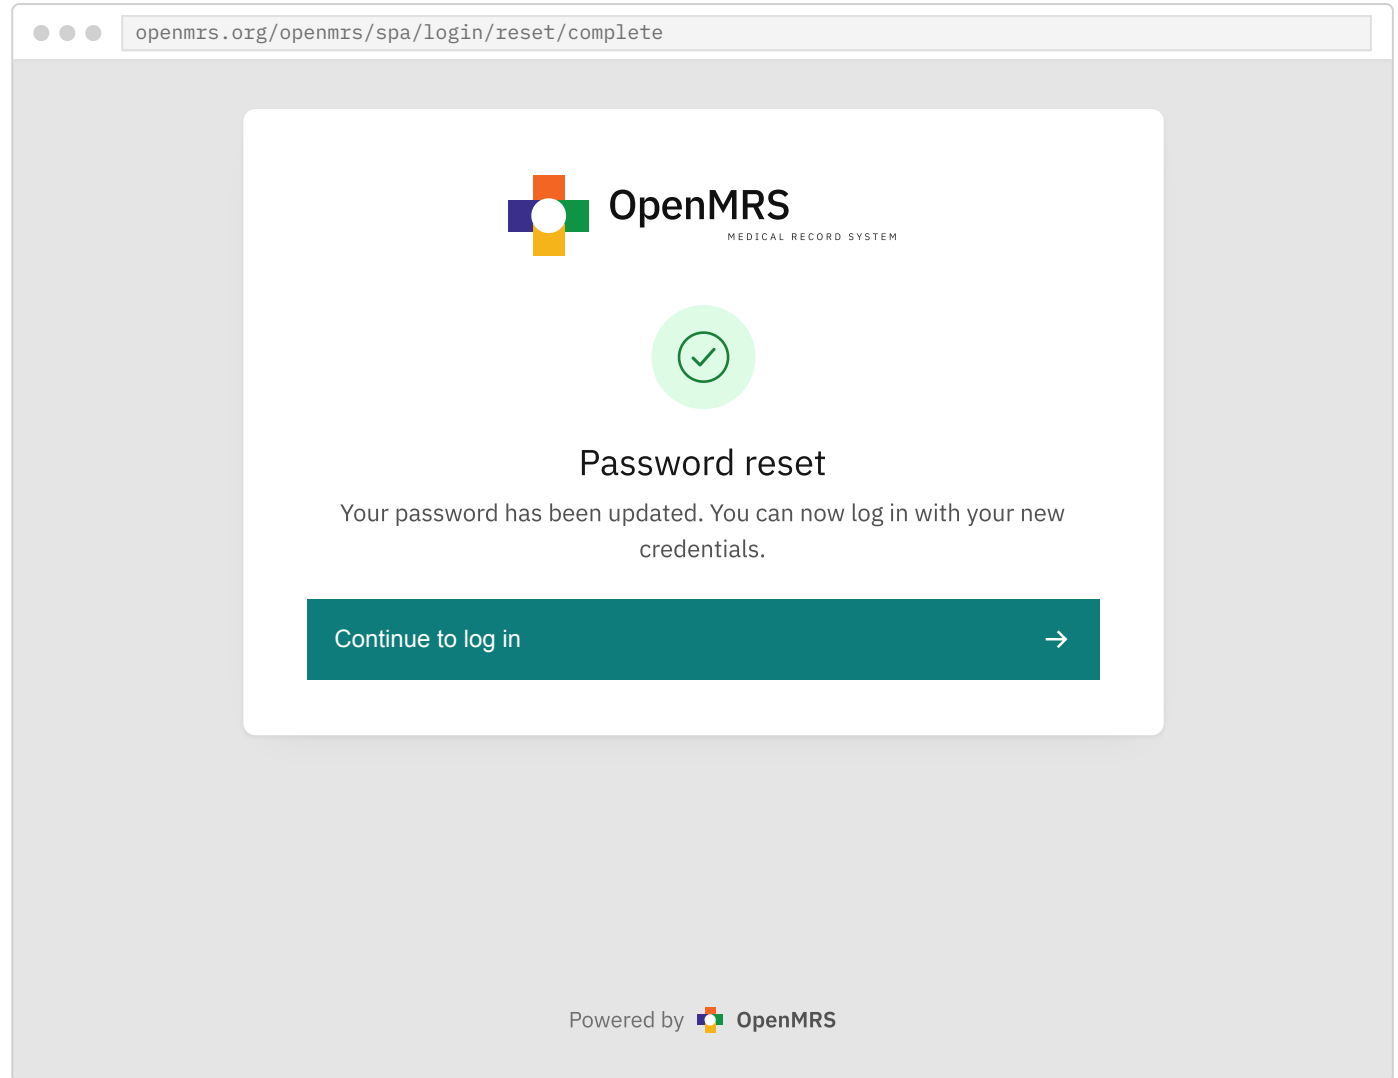 openmrs.org/openmrs/spa/login/reset/complete
OpenMRS
MEDICAL RECORD SYSTEM
Password reset
Your password has been updated. You can now log in with your new
credentials.
Continue to log in
Powered by OpenMRS